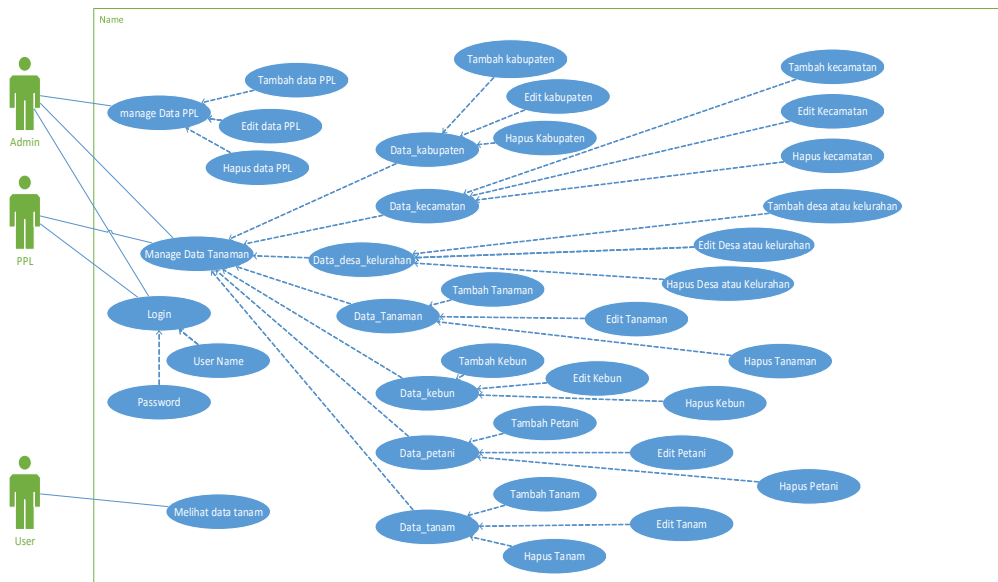 Name
Admin
PPL
User
manage Data PPL
Tambah data PPL
Edit data PPL
Hapus data PPL
Manage Data Tanaman
Login
User Name
Password
Melihat data tanam
Data_kabupaten
Tambah kabupaten
Edit kabupaten
Hapus Kabupaten
Data_kecamatan
Tambah kecamatan
Edit Kecamatan
Hapus kecamatan
Data_desa_kelurahan
Tambah desa atau kelurahan
Edit Desa atau kelurahan
Hapus Desa atau Kelurahan
Data_Tanaman
Tambah Tanaman
Edit Tanaman
Hapus Tanaman
Data_kebun
Tambah Kebun
Edit Kebun
Hapus Kebun
Data_petani
Tambah Petani
Edit Petani
Hapus Petani
Data_tanam
Tambah Tanam
Edit Tanam
Hapus Tanam